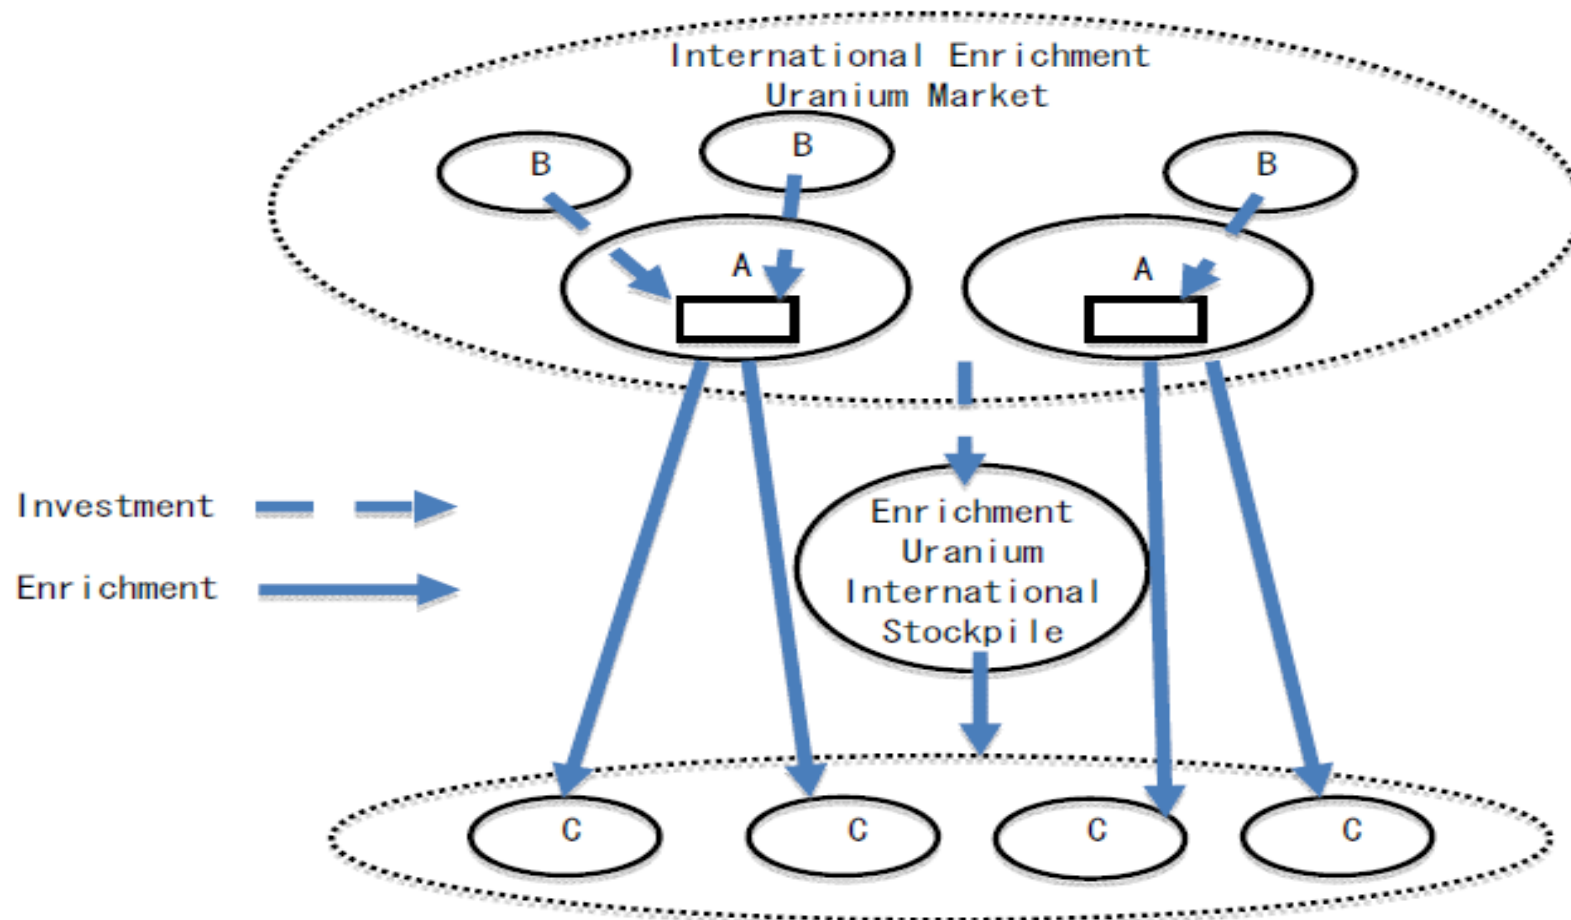 International Enrichment
Uranium Market
B
B
B
A
A
Investment
Enrichment
Enrichment
Uranium
International
Stockpile
C
C
C
C